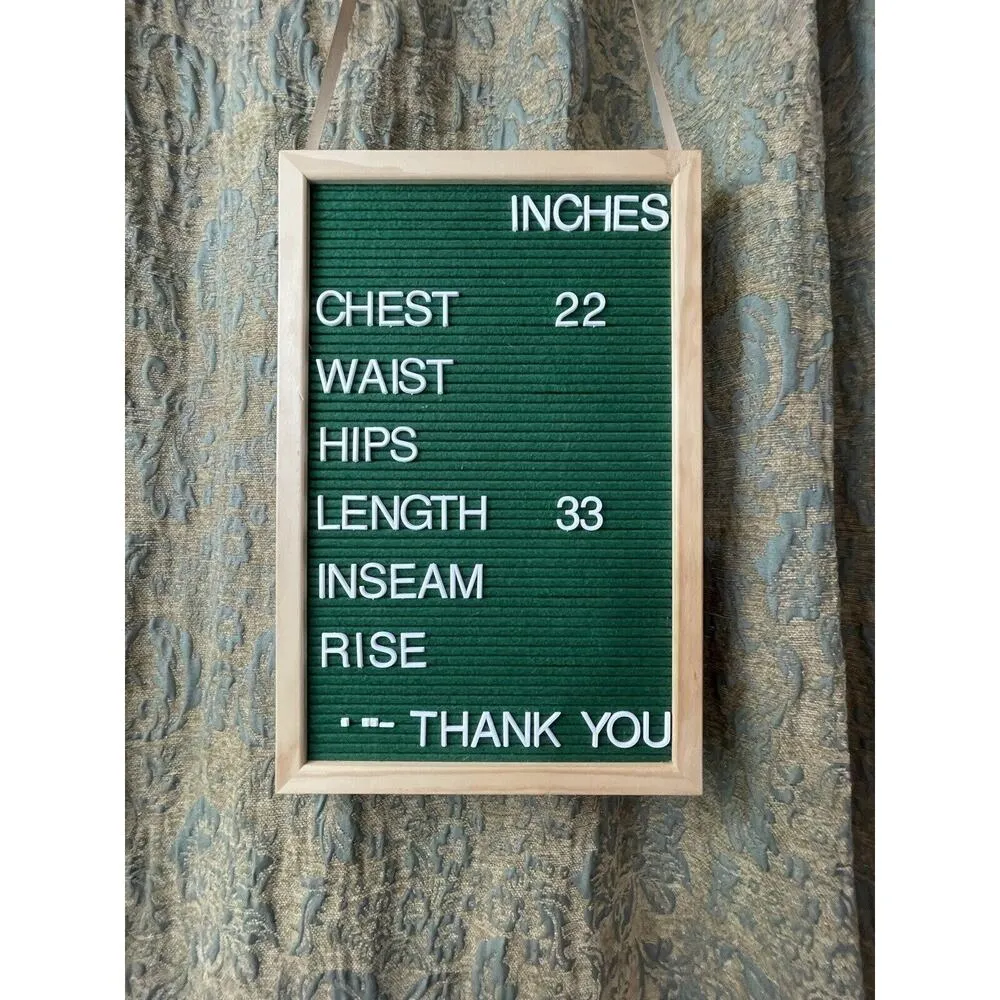 INCHES
CHEST 22
WAIST
HIPS
LENGTH 33
INSEAM
RISE
THANK YOU